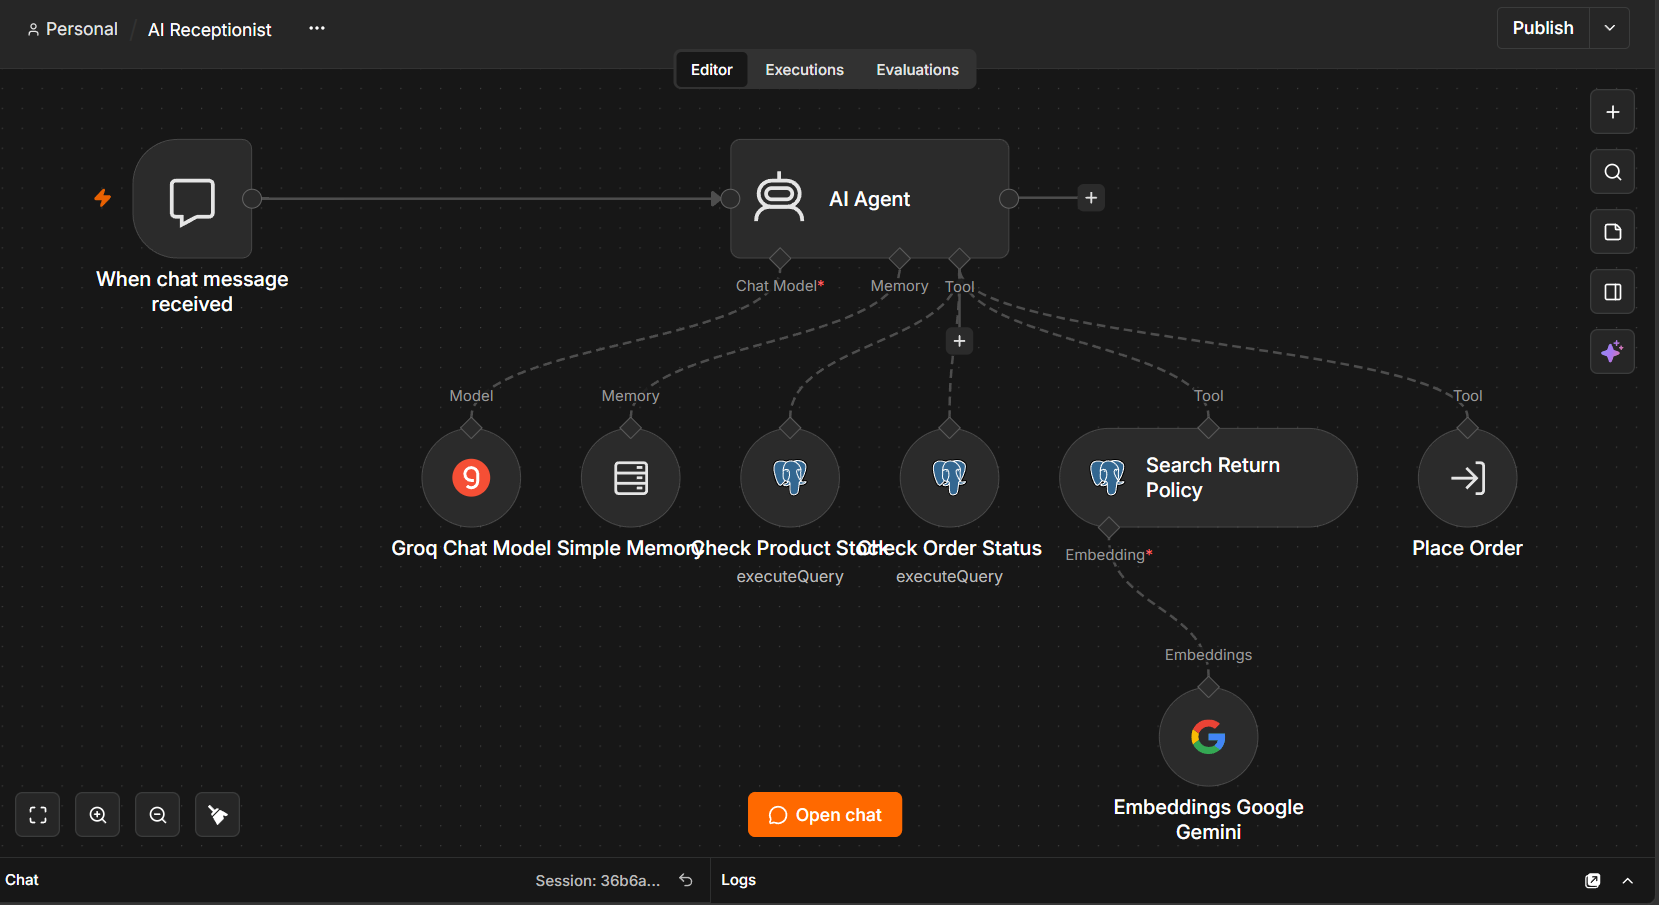 Personal / AI Receptionist ...
Publish
Editor Executions Evaluations
AI Agent
When chat message
received
Chat Model* Memory Tool
Model Memory Tool Tool
Search Return
Policy
Groq Chat Model Simple Memory Check Product Stock Check Order Status Place Order
Embedding*
executeQuery executeQuery
Embeddings
Embeddings Google
Gemini
Open chat
Chat Session: 36b6a... Logs